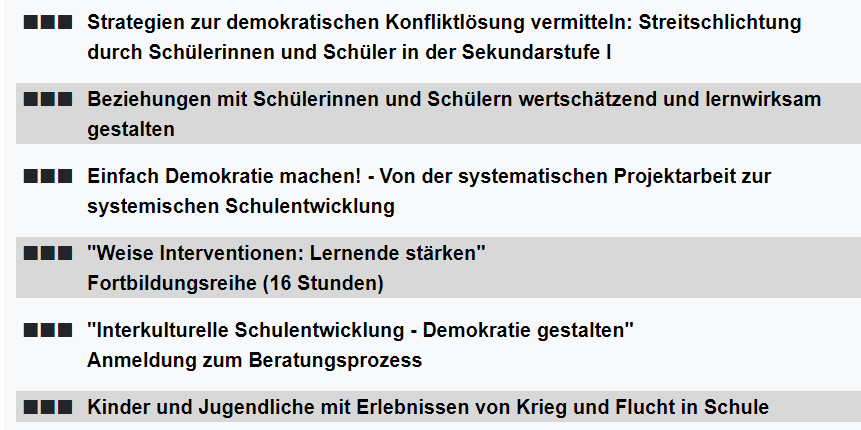 ■■■ Strategien zur demokratischen Konfliktlösung vermitteln: Streitschlichtung
durch Schülerinnen und Schüler in der Sekundarstufe I
■■■ Beziehungen mit Schülerinnen und Schülern wertschätzend und lernwirksam
gestalten
■■■ Einfach Demokratie machen! - Von der systematischen Projektarbeit zur
systemischen Schulentwicklung
■■■ "Weise Interventionen: Lernende stärken"
Fortbildungsreihe (16 Stunden)
■■■ "Interkulturelle Schulentwicklung - Demokratie gestalten"
Anmeldung zum Beratungsprozess
■■■ Kinder und Jugendliche mit Erlebnissen von Krieg und Flucht in Schule